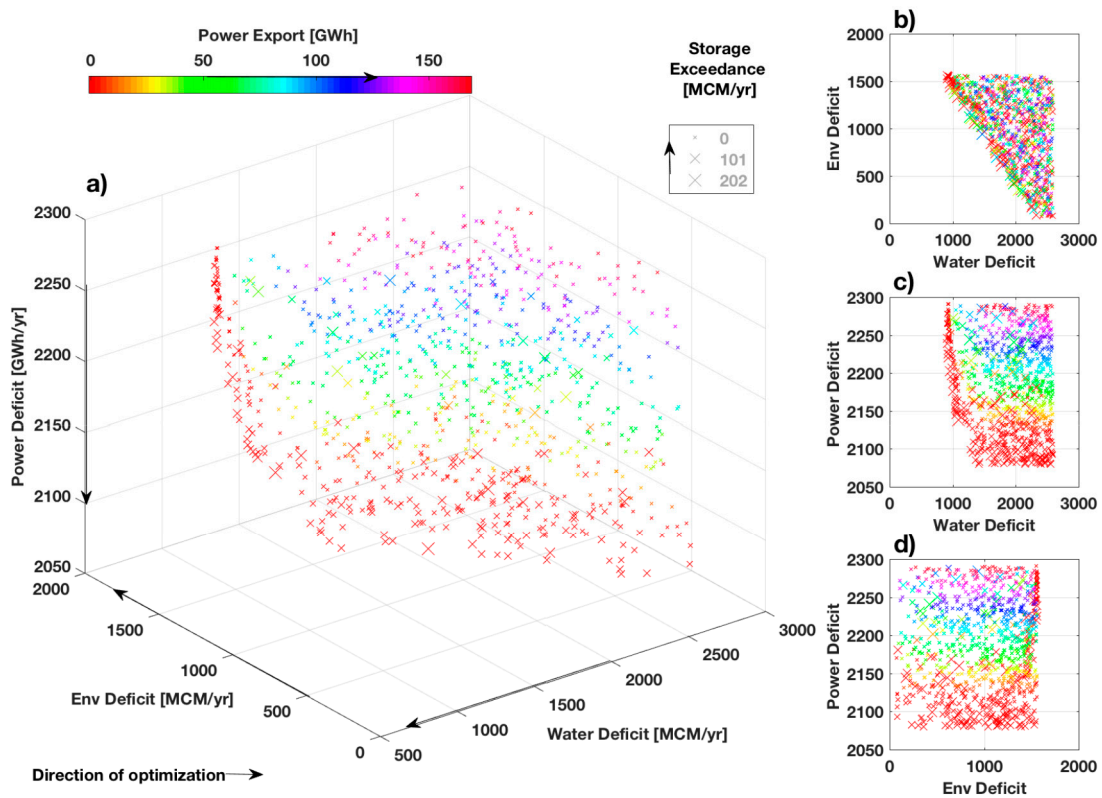 Power Export [GWh]
0 50 100 150
Storage
Exceedance
[MCM/yr]
0
101
202
a)
2300
2250
2200
2150
2100
2050
Power Deficit [GWh/yr]
2000
1500
1000
500
0
Env Deficit [MCM/yr]
500
1000
1500
2000
2500
3000
Water Deficit [MCM/yr]
Direction of optimization
b)
2000
1500
1000
500
0
Env Deficit
0 1000 2000 3000
Water Deficit
c)
2300
2250
2200
2150
2100
2050
Power Deficit
0 1000 2000 3000
Water Deficit
d)
2300
2250
2200
2150
2100
2050
Power Deficit
0 1000 2000
Env Deficit